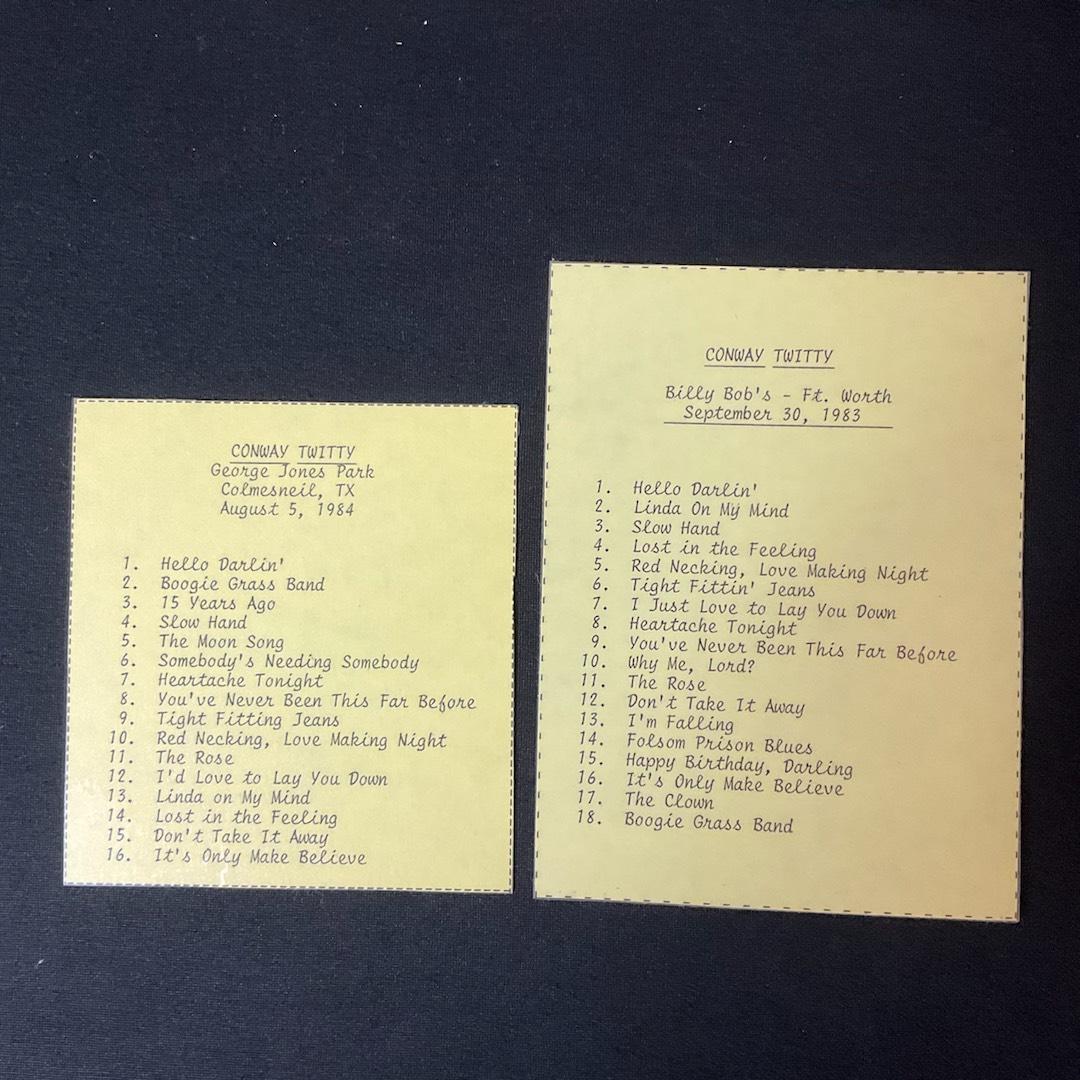 CONWAY TWITTY
George Jones Park
Colmesneil, TX
August 5, 1984
1. Hello Darlin'
2. Boogie Grass Band
3. 15 Years Ago
4. Slow Hand
5. The Moon Song
6. Somebody's Needing Somebody
7. Heartache Tonight
8. You've Never Been This Far Before
9. Tight Fitting Jeans
10. Red Necking, Love Making Night
11. The Rose
12. I'd Love to Lay You Down
13. Linda on My Mind
14. Lost in the Feeling
15. Don't Take It Away
16. It's Only Make Believe
CONWAY TWITTY
Billy Bob's - Ft. Worth
September 30, 1983
1. Hello Darlin'
2. Linda On My Mind
3. Slow Hand
4. Lost in the Feeling
5. Red Necking, Love Making Night
6. Tight Fittin' Jeans
7. I Just Love to Lay You Down
8. Heartache Tonight
9. You've Never Been This Far Before
10. Why Me, Lord?
11. The Rose
12. Don't Take It Away
13. I'm Falling
14. Folsom Prison Blues
15. Happy Birthday, Darling
16. It's Only Make Believe
17. The Clown
18. Boogie Grass Band